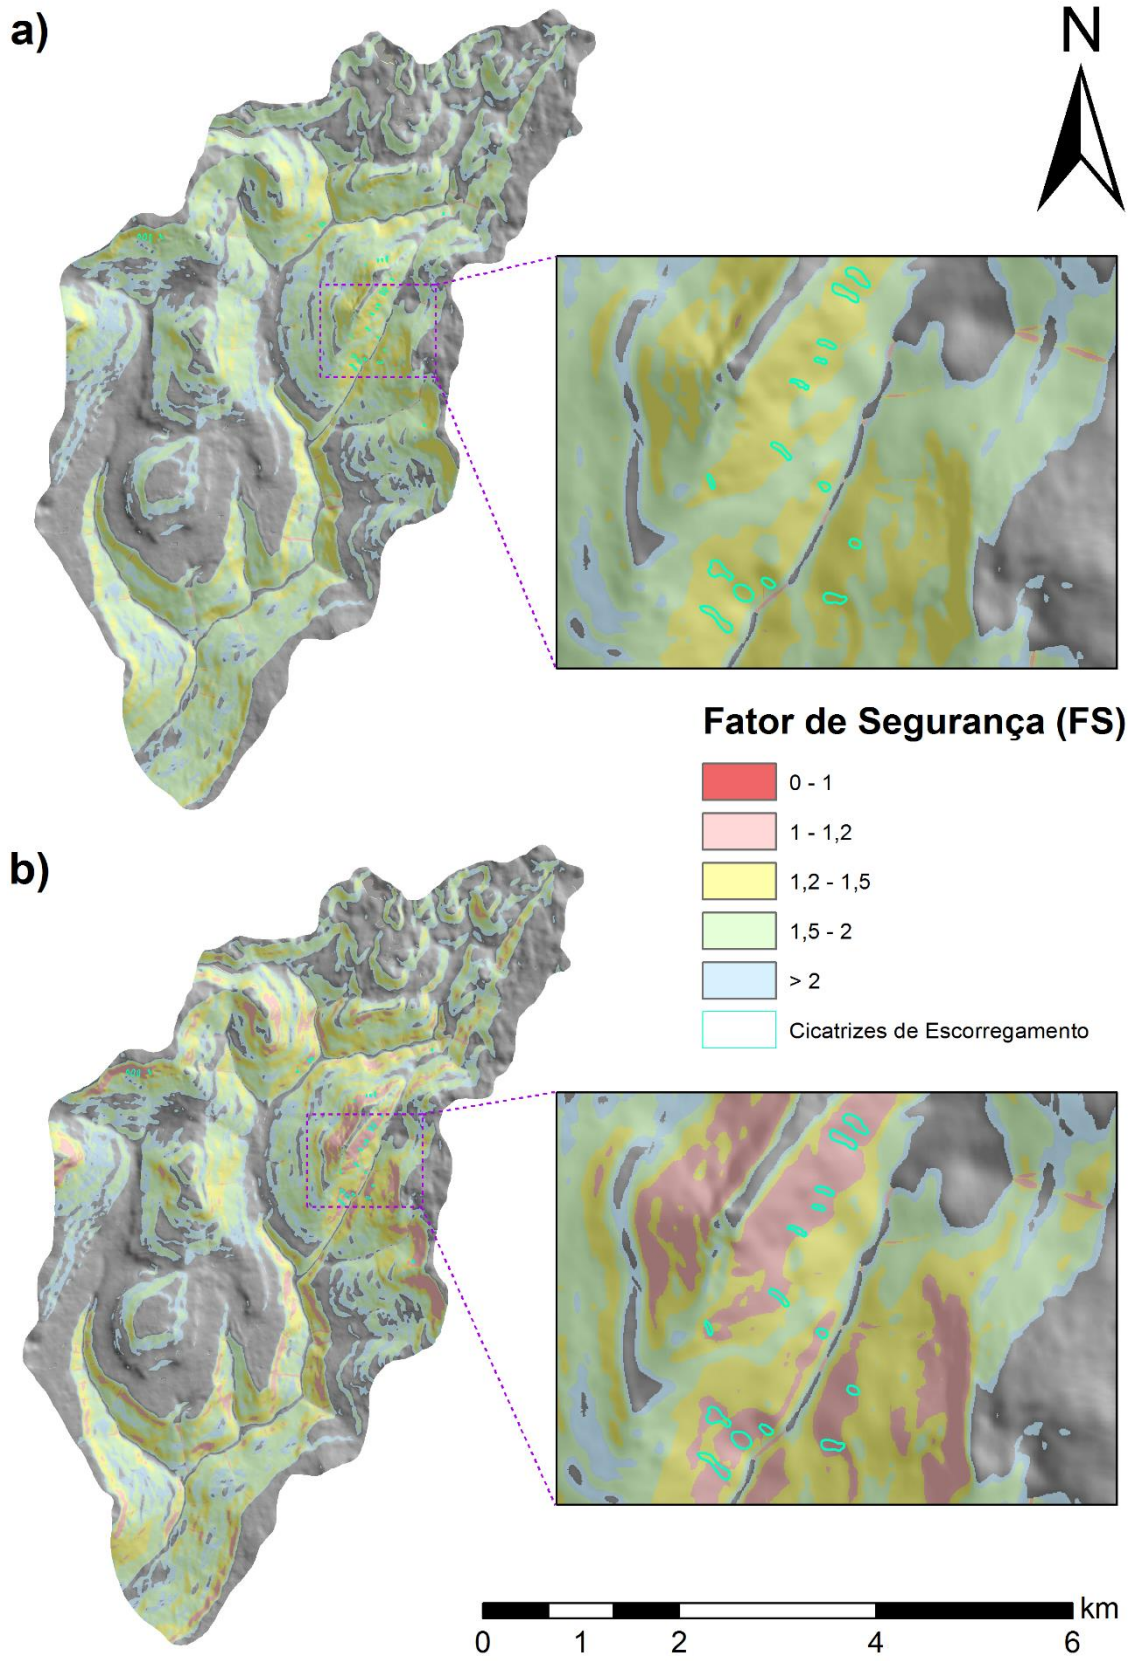 a)
N
Fator de Segurança (FS)
0 - 1
1 - 1,2
1,2 - 1,5
1,5 - 2
> 2
Cicatrizes de Escorregamento
b)
km
0 1 2 4 6